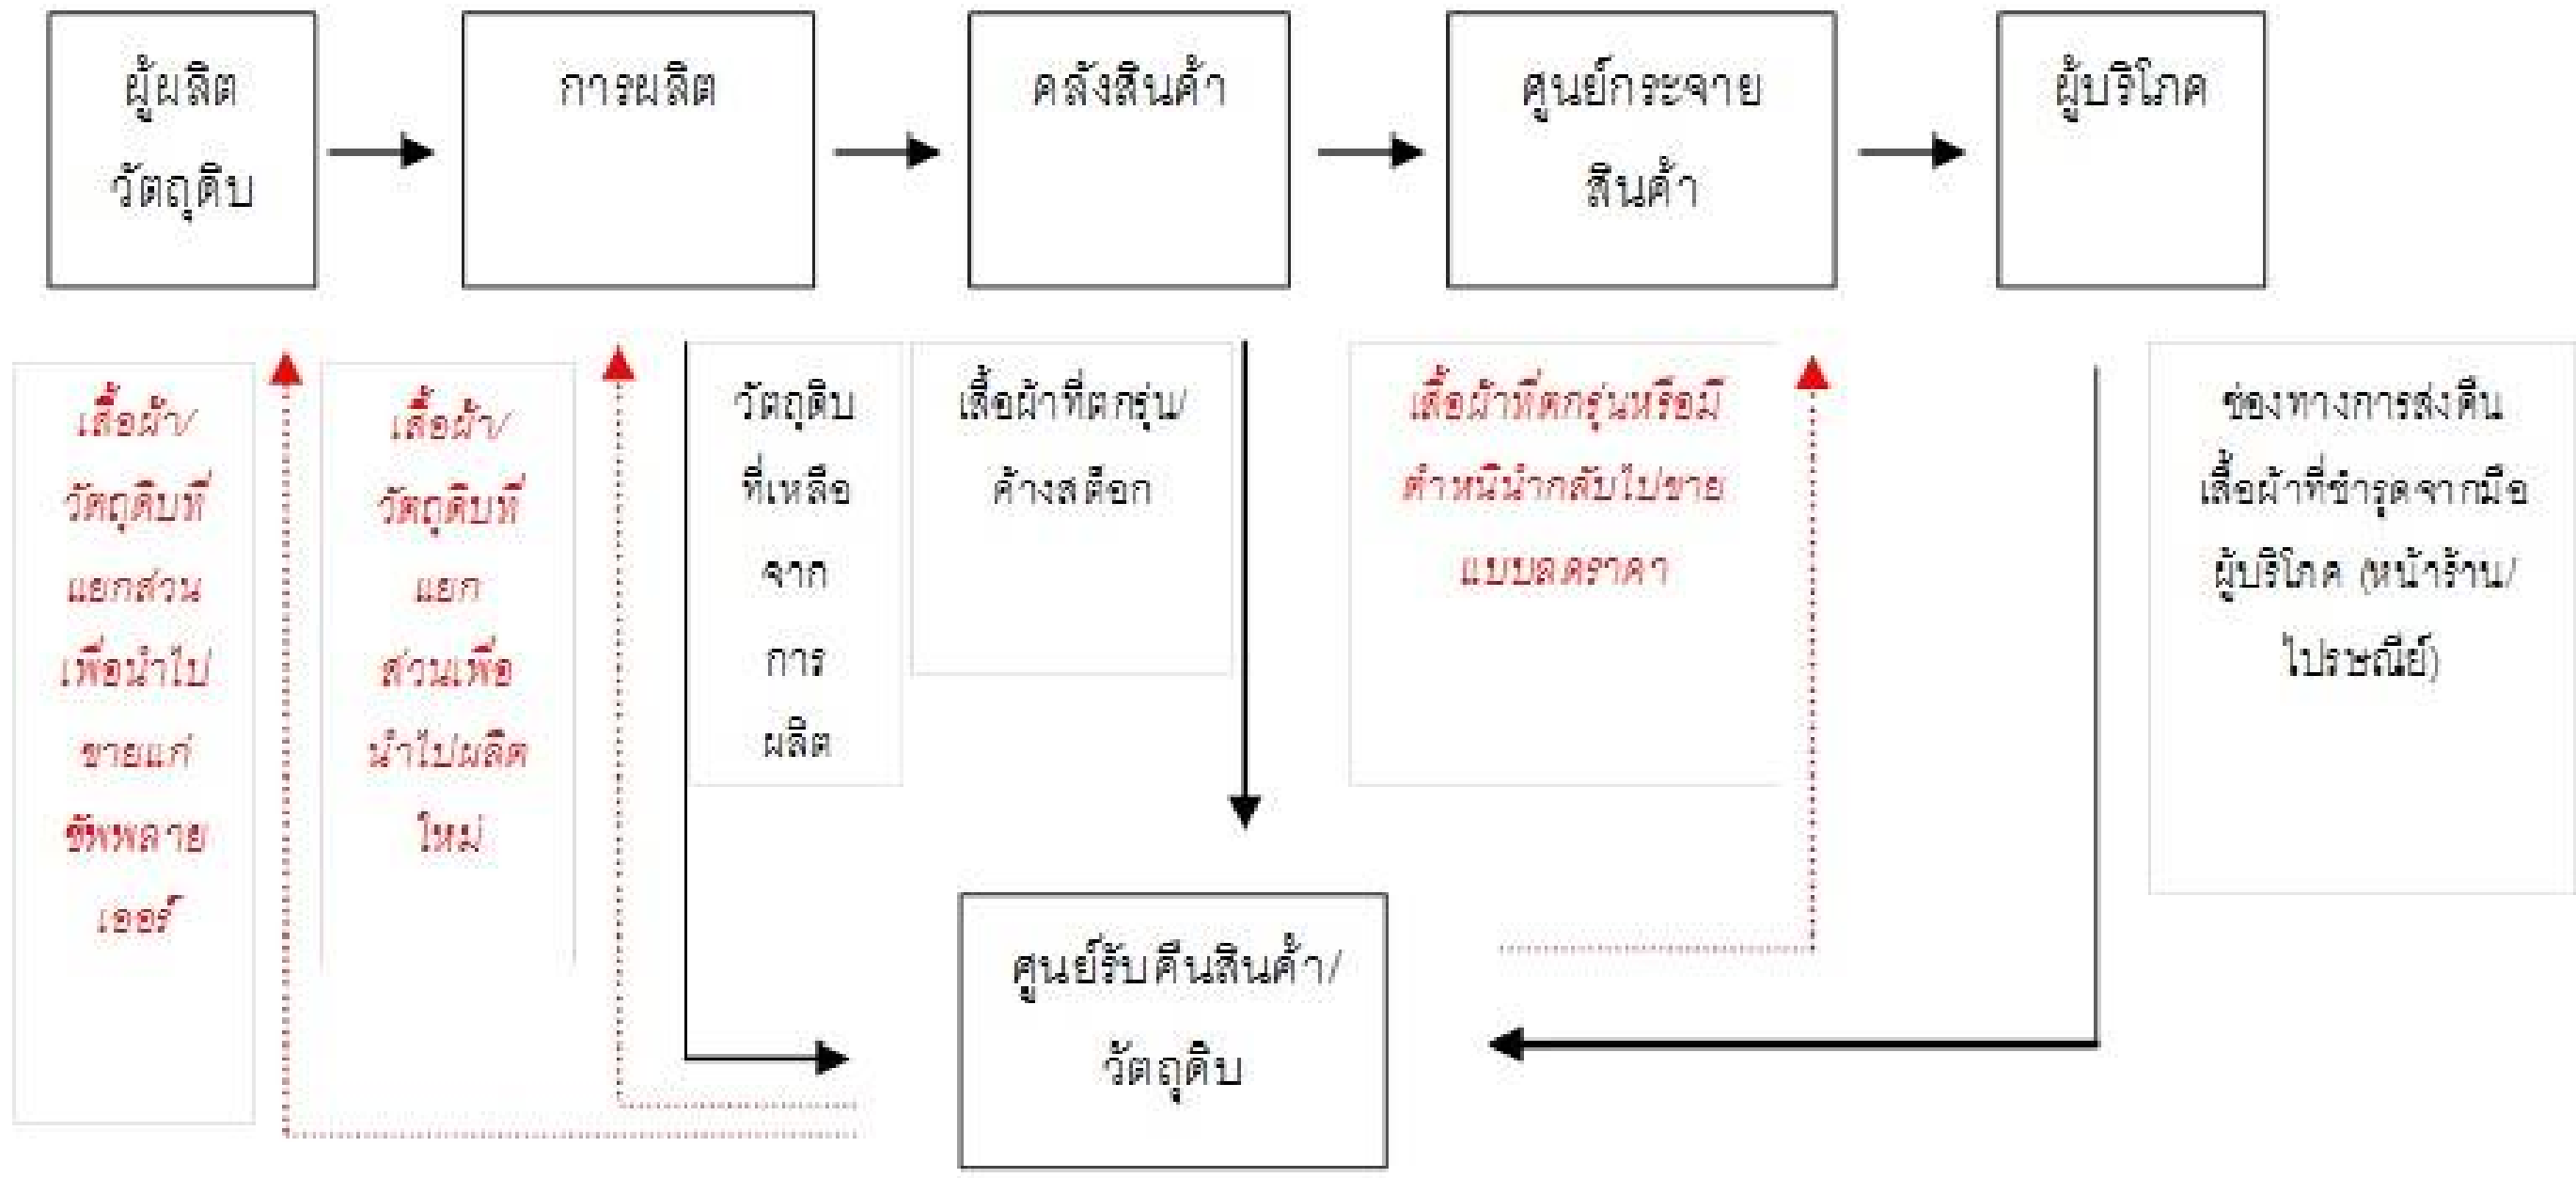 ผู้ผลิต
วัตถุดิบ
การผลิต
คลังสินค้า
ศูนย์กระจาย
สินค้า
ผู้บริโภค
เสื้อผ้า/
วัตถุดิบที่
แยกส่วน
เพื่อนำไป
ขายแก่
ซัพพลาย
เออร์
เสื้อผ้า/
วัตถุดิบที่
แยก
ส่วนเพื่อ
นำไปผลิต
ใหม่
วัตถุดิบ
ที่เหลือ
จาก
การ
ผลิต
เสื้อผ้าที่ตกรุ่น/
ค้างสต๊อก
เสื้อผ้าที่ตกรุ่นหรือมี
ตำหนินำกลับไปขาย
แบบลดราคา
ช่องทางการส่งคืน
เสื้อผ้าที่ชำรุดจากมือ
ผู้บริโภค (หน้าร้าน/
ไปรษณีย์)
ศูนย์รับคืนสินค้า/
วัตถุดิบ